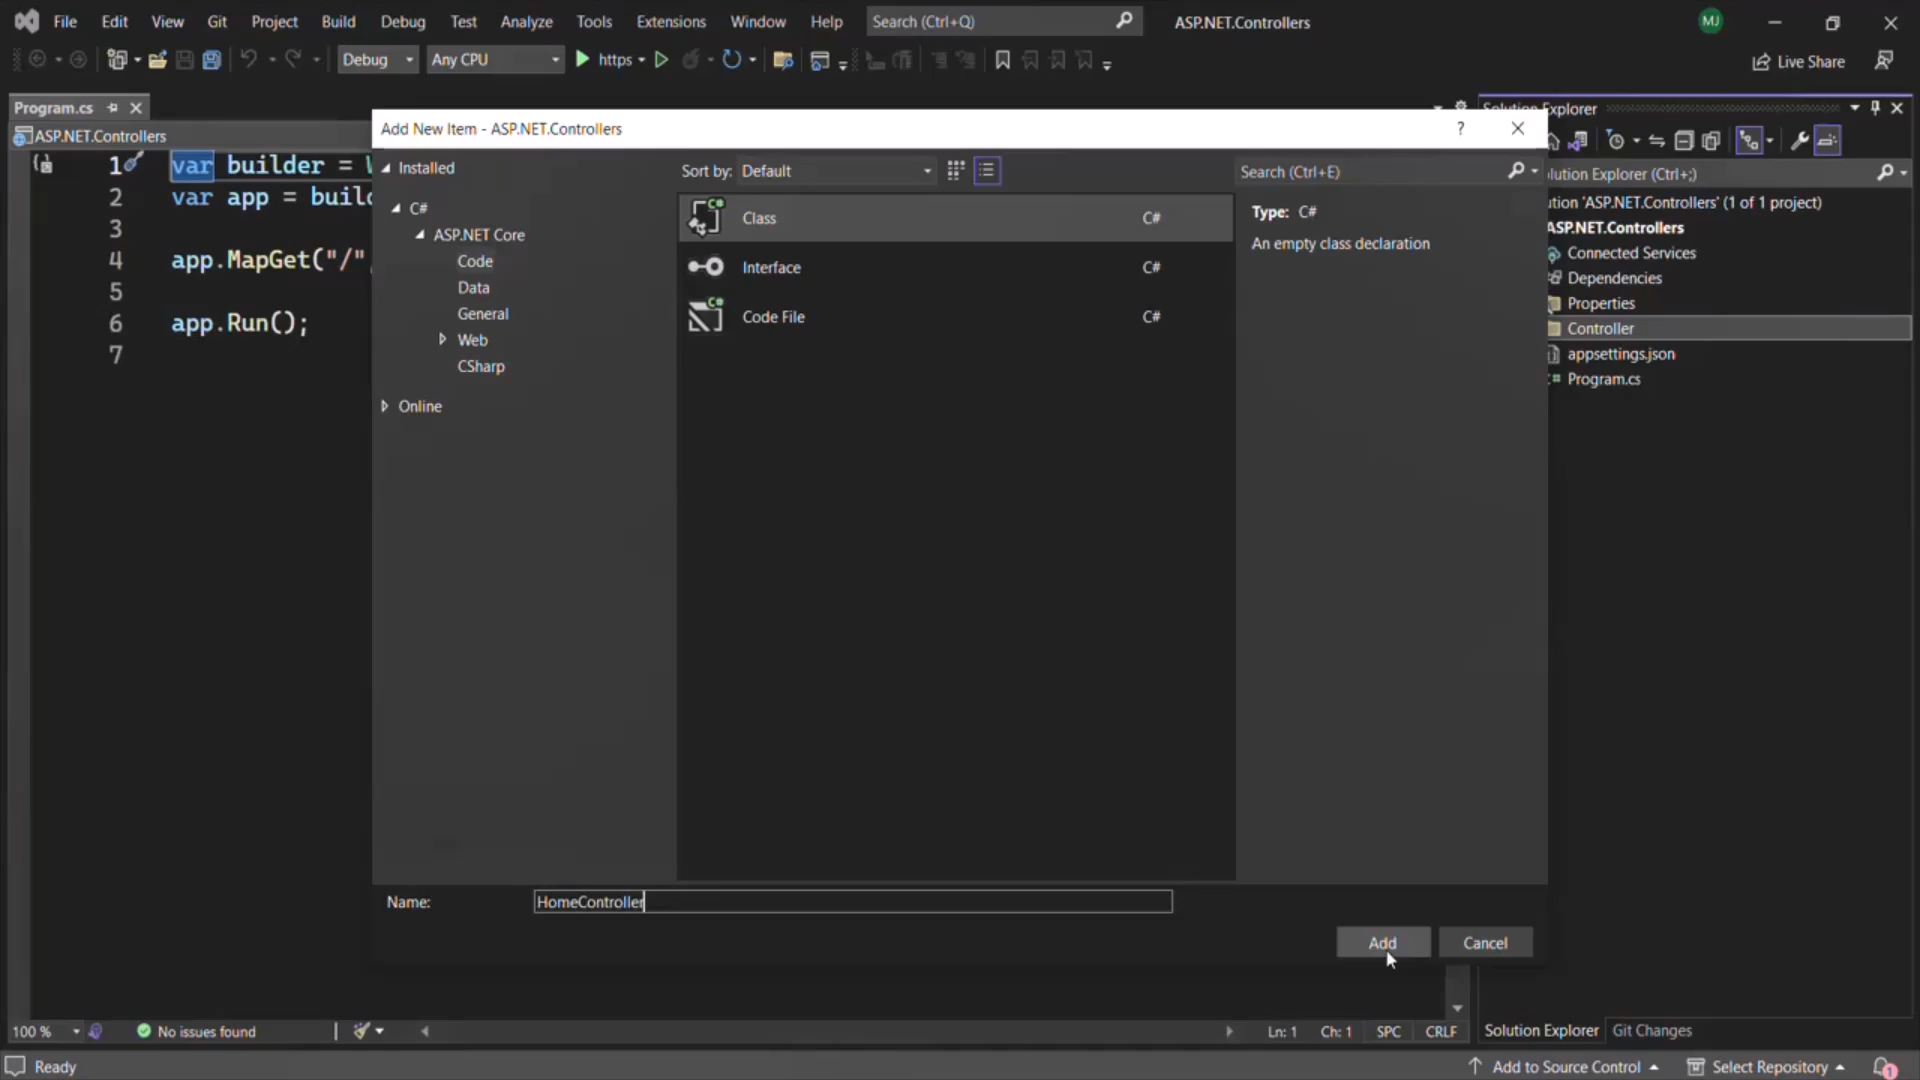 File Edit View Git Project Build Debug Test Analyze Tools Extensions Window Help Search (Ctrl+Q) ASP.NET.Controllers MJ
Debug Any CPU https Live Share
Program.cs
ASP.NET.Controllers
1 var builder =
2 var app =
3
4 app.MapGet("/"
5
6 app.Run();
7
Add New Item - ASP.NET.Controllers ?
Installed
C#
ASP.NET Core
Code
Data
General
Web
CSharp
Online
Sort by: Default
Class C#
Interface C#
Code File C#
Search (Ctrl+E)
Type: C#
An empty class declaration
Name: HomeController
Add Cancel
Solution Explorer
Explorer (Ctrl+;)
'ASP.NET.Controllers' (1 of 1 project)
ASP.NET.Controllers
Connected Services
Dependencies
Properties
Controller
appsettings.json
Program.cs
100 % No issues found Ln: 1 Ch: 1 SPC CRLF
Solution Explorer Git Changes
Ready Add to Source Control Select Repository 1